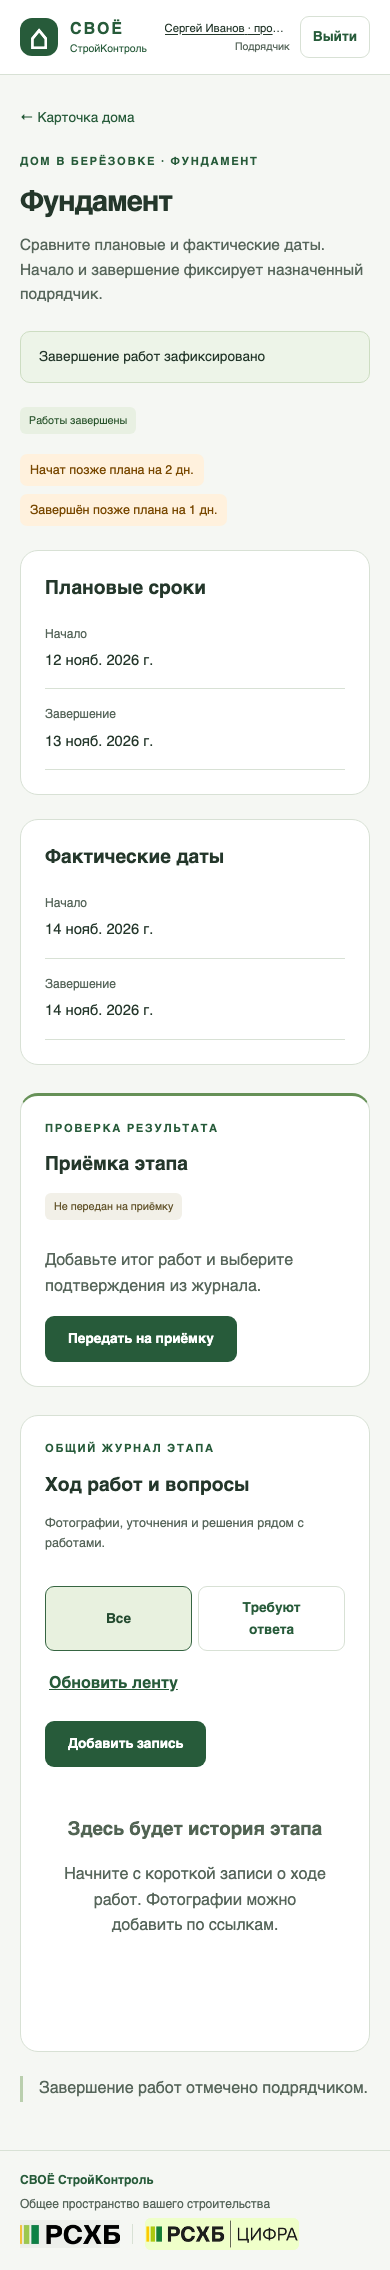 СВОЁ
СтройКонтроль
Сергей Иванов · про...
Подрядчик
Выйти
← Карточка дома
ДОМ В БЕРЁЗОВКЕ · ФУНДАМЕНТ
Фундамент
Сравните плановые и фактические даты.
Начало и завершение фиксирует назначенный
подрядчик.
Завершение работ зафиксировано
Работы завершены
Начат позже плана на 2 дн.
Завершён позже плана на 1 дн.
Плановые сроки
Начало
12 нояб. 2026 г.
Завершение
13 нояб. 2026 г.
Фактические даты
Начало
14 нояб. 2026 г.
Завершение
14 нояб. 2026 г.
ПРОВЕРКА РЕЗУЛЬТАТА
Приёмка этапа
Не передан на приёмку
Добавьте итог работ и выберите
подтверждения из журнала.
Передать на приёмку
ОБЩИЙ ЖУРНАЛ ЭТАПА
Ход работ и вопросы
Фотографии, уточнения и решения рядом с
работами.
Все
Требуют
ответа
Обновить ленту
Добавить запись
Здесь будет история этапа
Начните с короткой записи о ходе
работ. Фотографии можно
добавить по ссылкам.
Завершение работ отмечено подрядчиком.
СВОЁ СтройКонтроль
Общее пространство вашего строительства
РСХБ
РСХБ ЦИФРА